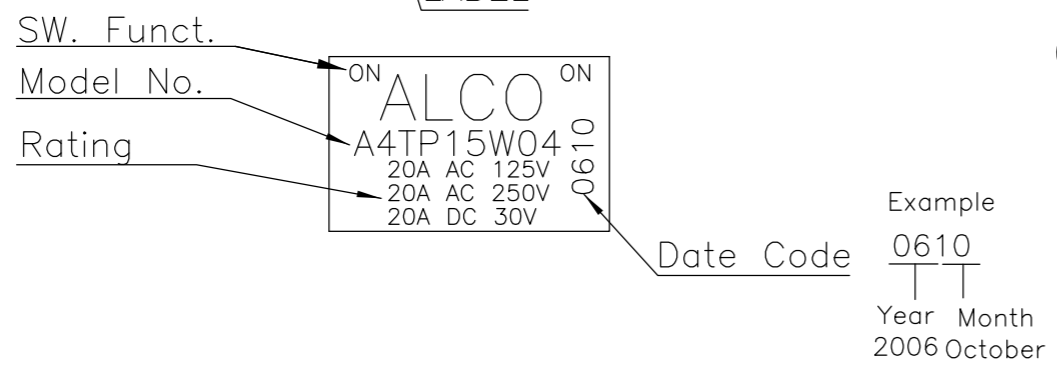 SW. Funct.
Model No.
Rating
ON ALCO ON
A4TP15W04
20A AC 125V
20A AC 250V
20A DC 30V
0610
Date Code
Example
0610
Year Month
2006 October